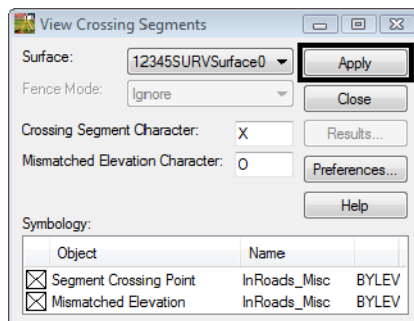 View Crossing Segments
Surface: 12345SURVSurface0 Apply
Fence Mode: Ignore Close
Crossing Segment Character: X Results...
Mismatched Elevation Character: O Preferences...
Help
Symbology:
Object Name
Segment Crossing Point InRoads_Misc BYLEV
Mismatched Elevation InRoads_Misc BYLEV